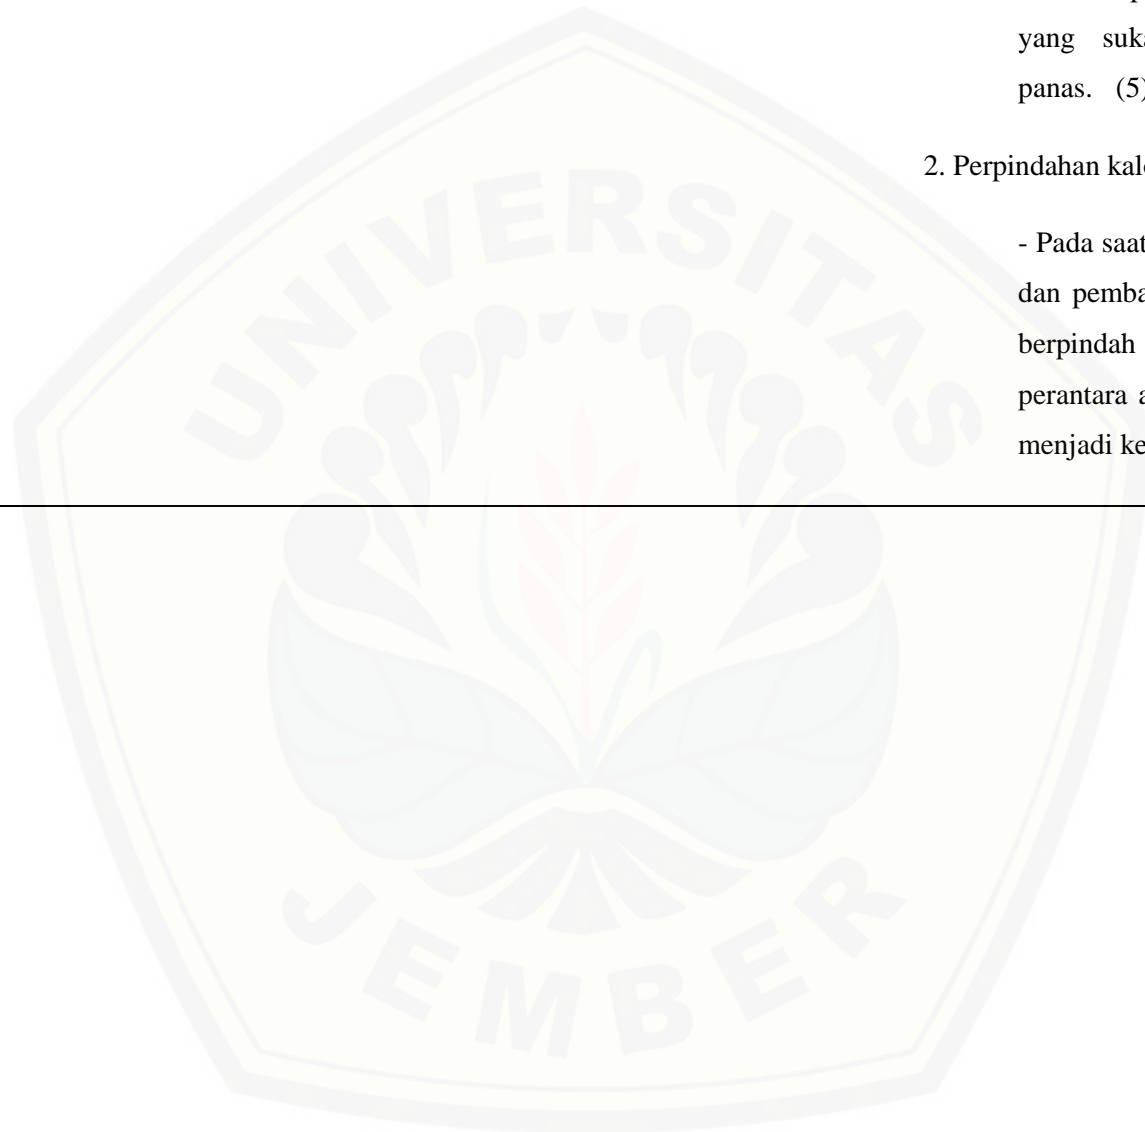 yang suka
panas. (5)
2. Perpindahan kal
- Pada saat
dan pemba
berpindah
perantara a
menjadi ke
UNIVERSITAS
JEMBER